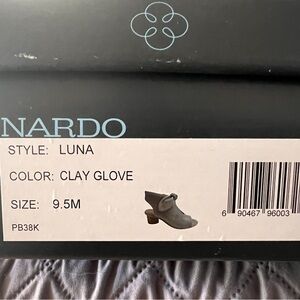 NARDO
STYLE: LUNA
COLOR: CLAY GLOVE
SIZE: 9.5M
PB38K
6 90467 96003